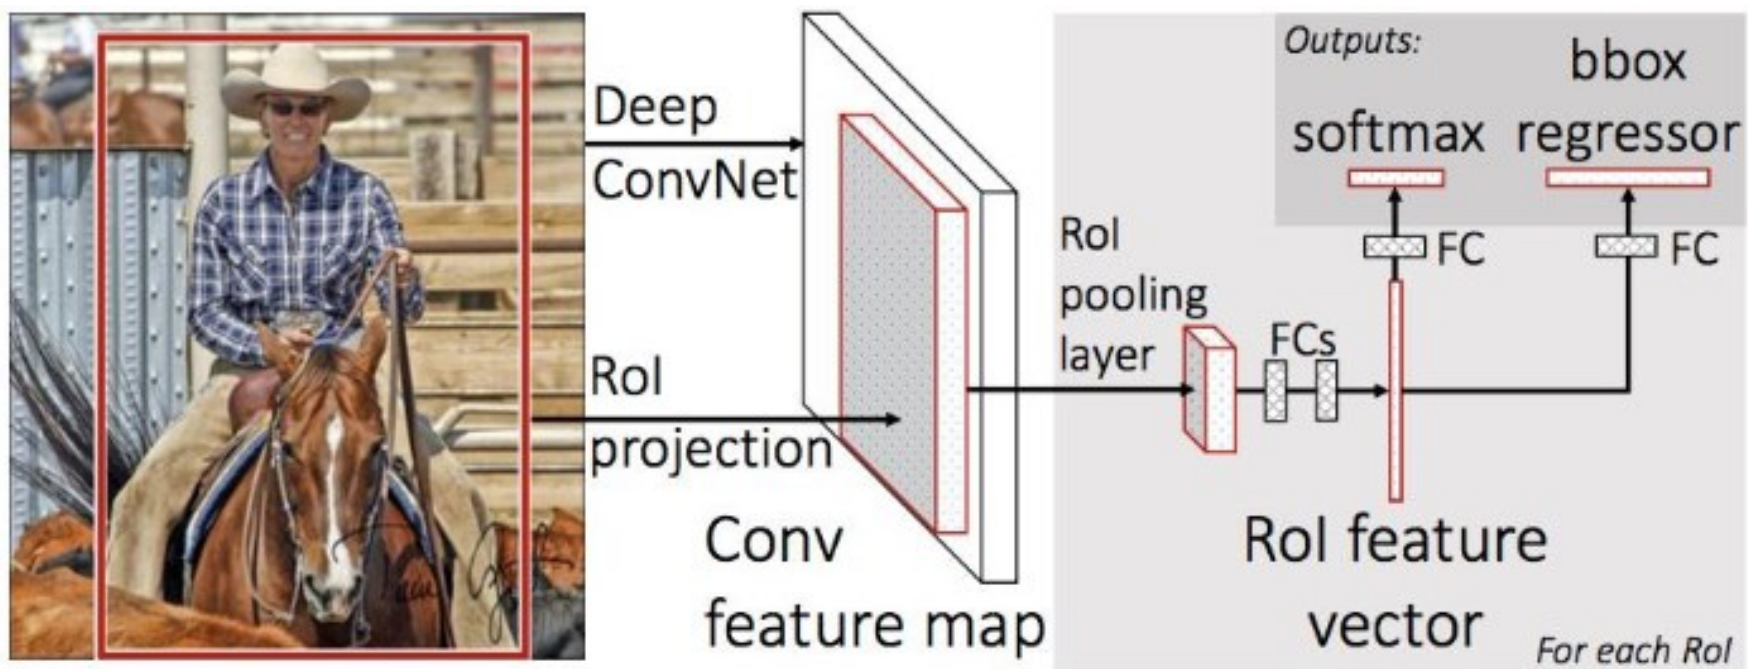 Deep
ConvNet
RoI
projection
Conv
feature map
RoI
pooling
layer
FCs
Outputs:
softmax
bbox
regressor
FC
FC
RoI feature
vector
For each RoI